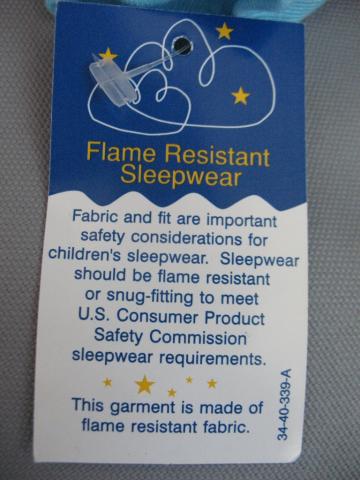 Flame Resistant
Sleepwear
Fabric and fit are important
safety considerations for
children's sleepwear. Sleepwear
should be flame resistant
or snug-fitting to meet
U.S. Consumer Product
Safety Commission
sleepwear requirements.
This garment is made of
flame resistant fabric.
34-40-339-A